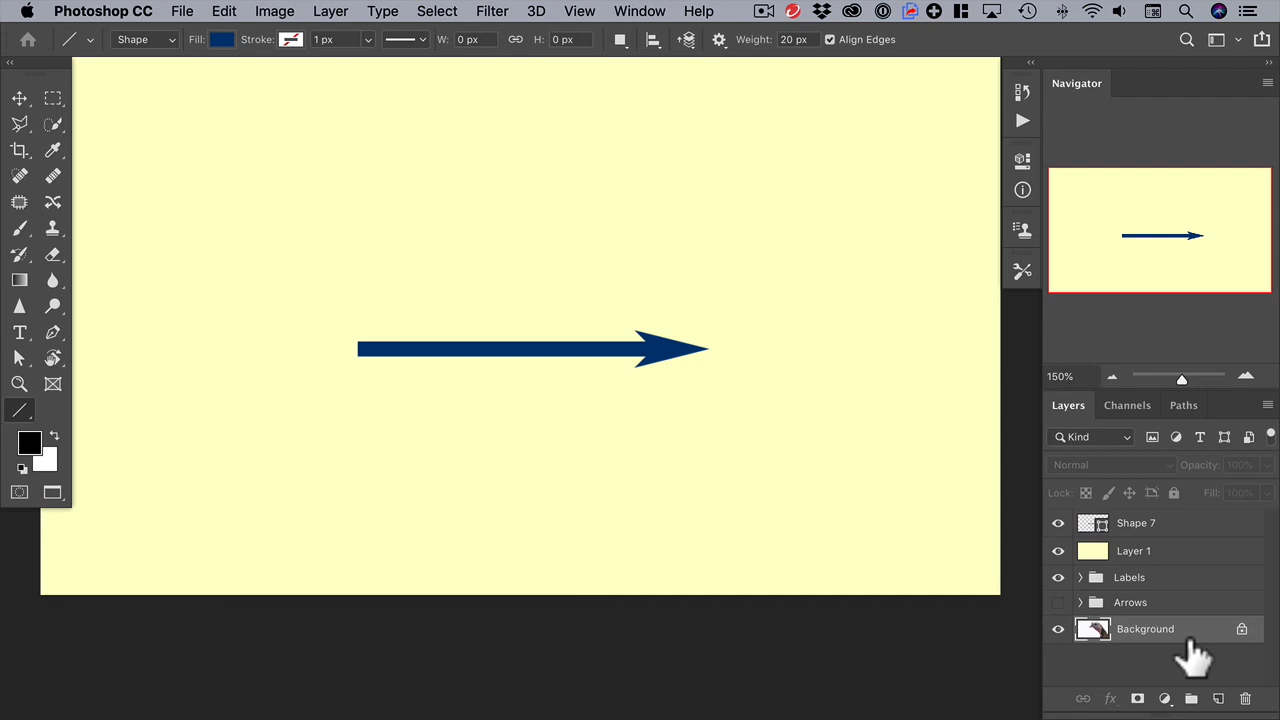 Photoshop CC File Edit Image Layer Type Select Filter 3D View Window Help
Shape Fill: Stroke: 1 px W: 0 px H: 0 px Weight: 20 px Align Edges
Navigator
150%
Layers Channels Paths
Kind
Normal Opacity: 100%
Lock: Fill: 100%
Shape 7
Layer 1
Labels
Arrows
Background